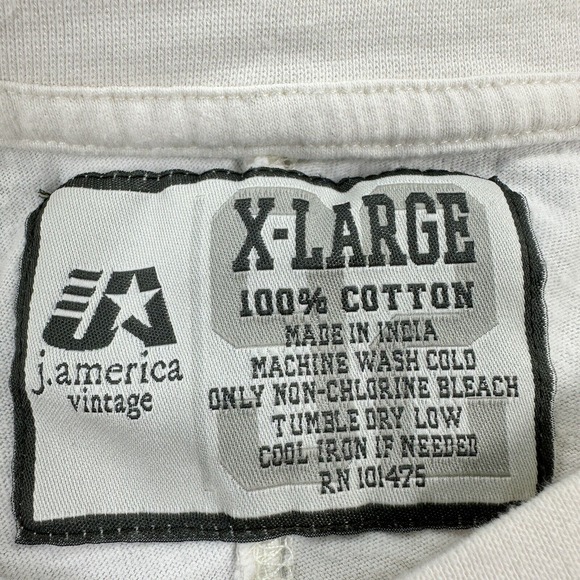 X-LARGE
100% COTTON
MADE IN INDIA
MACHINE WASH COLD
ONLY NON-CHLORINE BLEACH
TUMBLE DRY LOW
COOL IRON IF NEEDED
RN 101475
JA
j.america
vintage